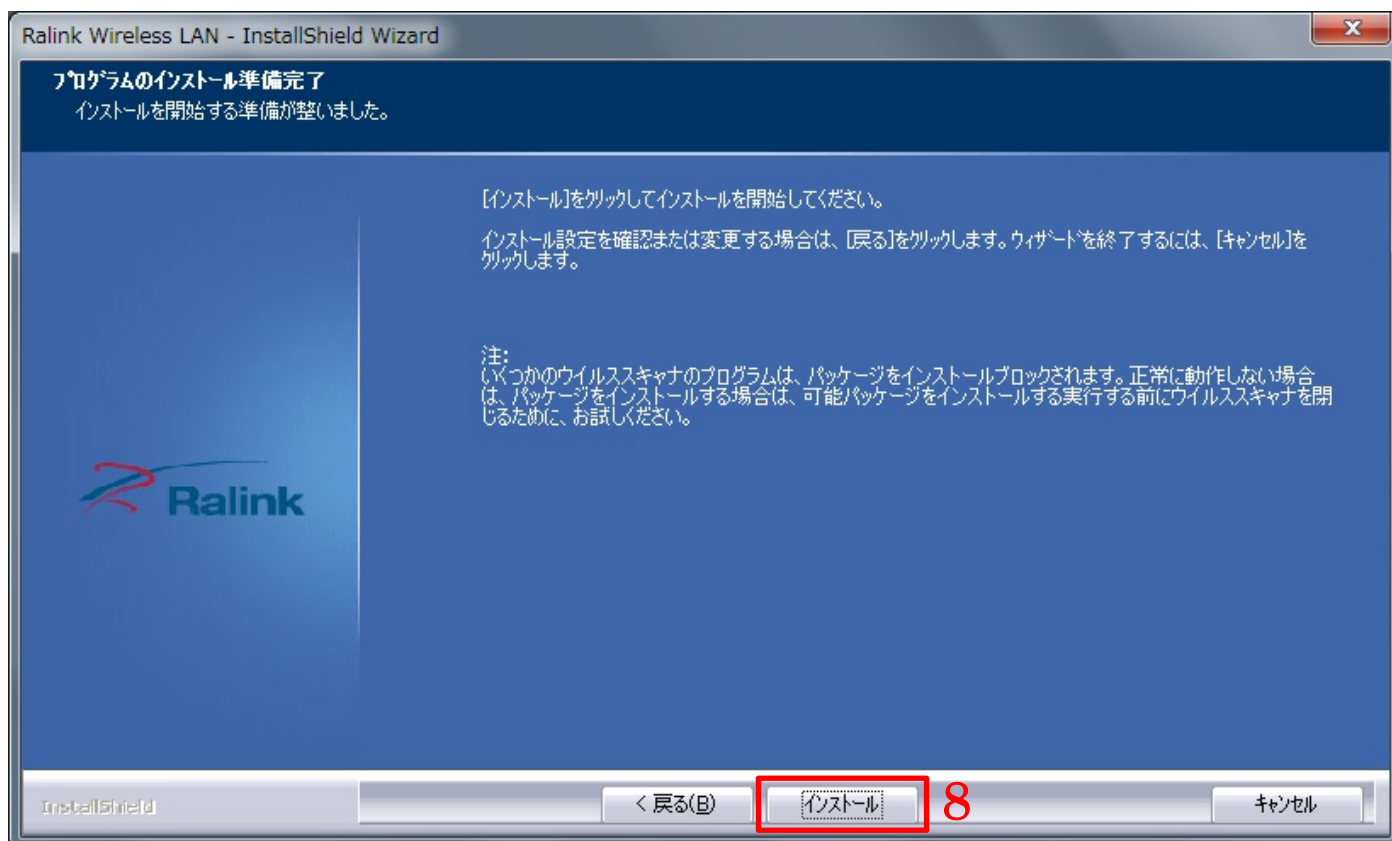 Ralink Wireless LAN - InstallShield Wizard
プログラムのインストール準備完了
インストールを開始する準備が整いました。
[インストール]をクリックしてインストールを開始してください。
インストール設定を確認または変更する場合は、[戻る]をクリックします。ウィザードを終了するには、[キャンセル]を
クリックします。
注:
いくつかのウイルススキャナのプログラムは、パッケージをインストールブロックされます。正常に動作しない場合
は、パッケージをインストールする場合は、可能パッケージをインストールする実行する前にウイルススキャナを閉
じるために、お試しください。
Ralink
InstallShield
< 戻る(B)
インストール
8
キャンセル